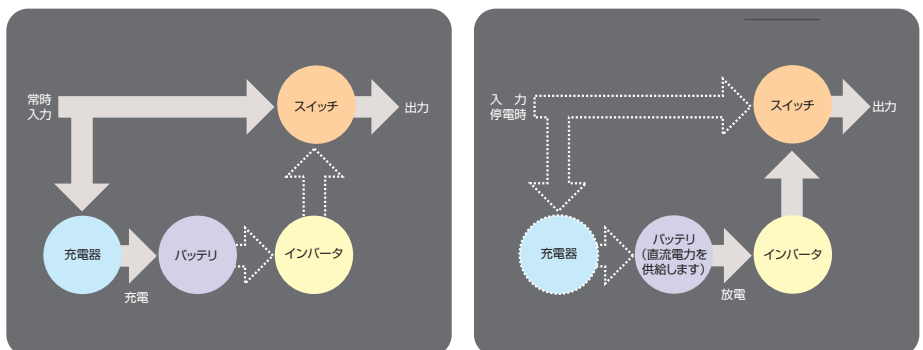 常時
入力
スイッチ
出力
充電器
バッテリ
インバータ
充電
入 力
停電時
スイッチ
出力
充電器
バッテリ
（直流電力を
供給します）
インバータ
放電